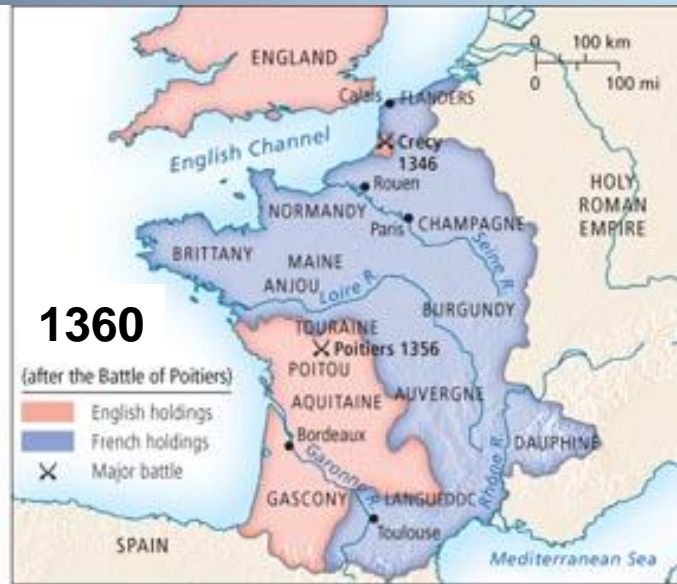 ENGLAND
0 100 km
0 100 mi
Calais
FLANDERS
English Channel
Crécy
1346
Rouen
HOLY
ROMAN
EMPIRE
NORMANDY
Paris
CHAMPAGNE
Seine R.
BRITTANY
MAINE
ANJOU
Loire R.
BURGUNDY
1360
TOURAINE
Poitiers 1356
(after the Battle of Poitiers)
POITOU
AUVERGNE
English holdings
AQUITAINE
French holdings
Bordeaux
DAUPHINÉ
Major battle
Garonne R.
Rhône R.
GASCONY
LANGUEDOC
Toulouse
SPAIN
Mediterranean Sea